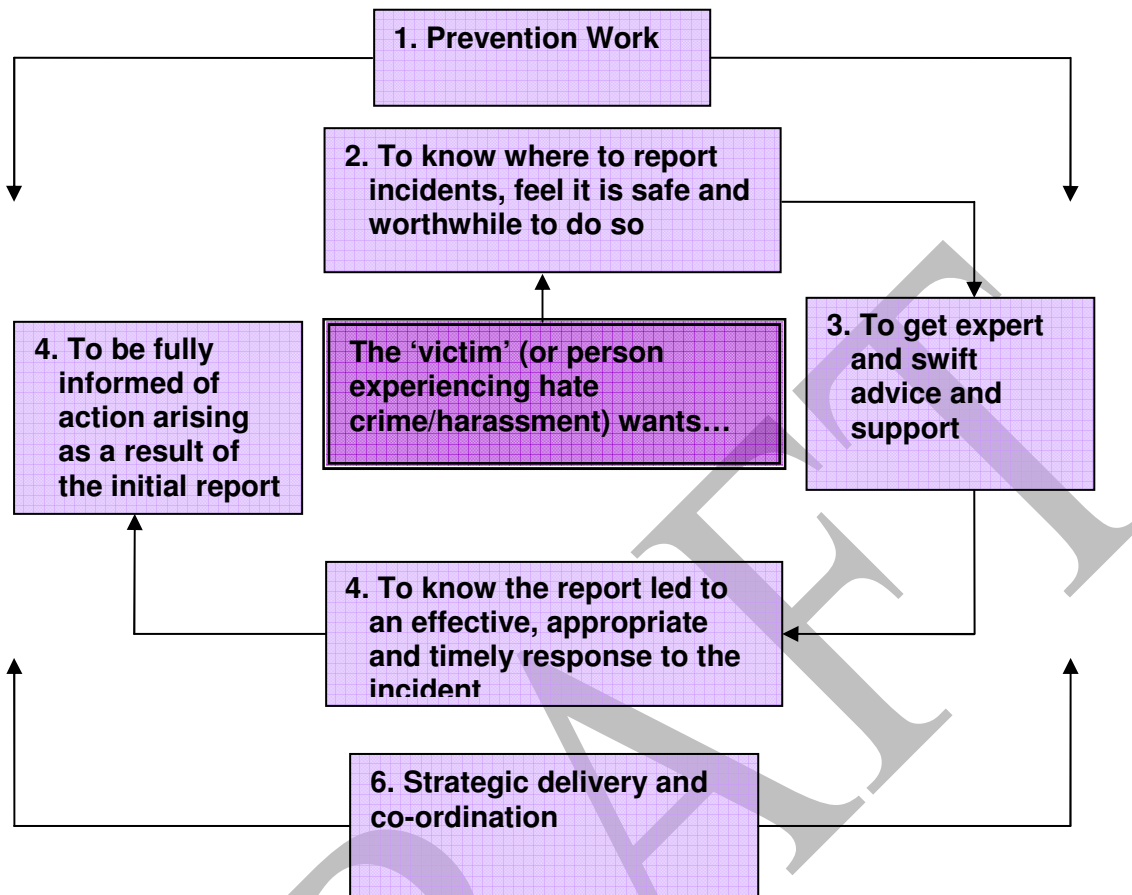 1. Prevention Work
2. To know where to report
incidents, feel it is safe and
worthwhile to do so
The ‘victim’ (or person
experiencing hate
crime/harassment) wants…
3. To get expert
and swift
advice and
support
4. To know the report led to
an effective, appropriate
and timely response to the
incident
4. To be fully
informed of
action arising
as a result of
the initial report
6. Strategic delivery and
co-ordination
DRAFT